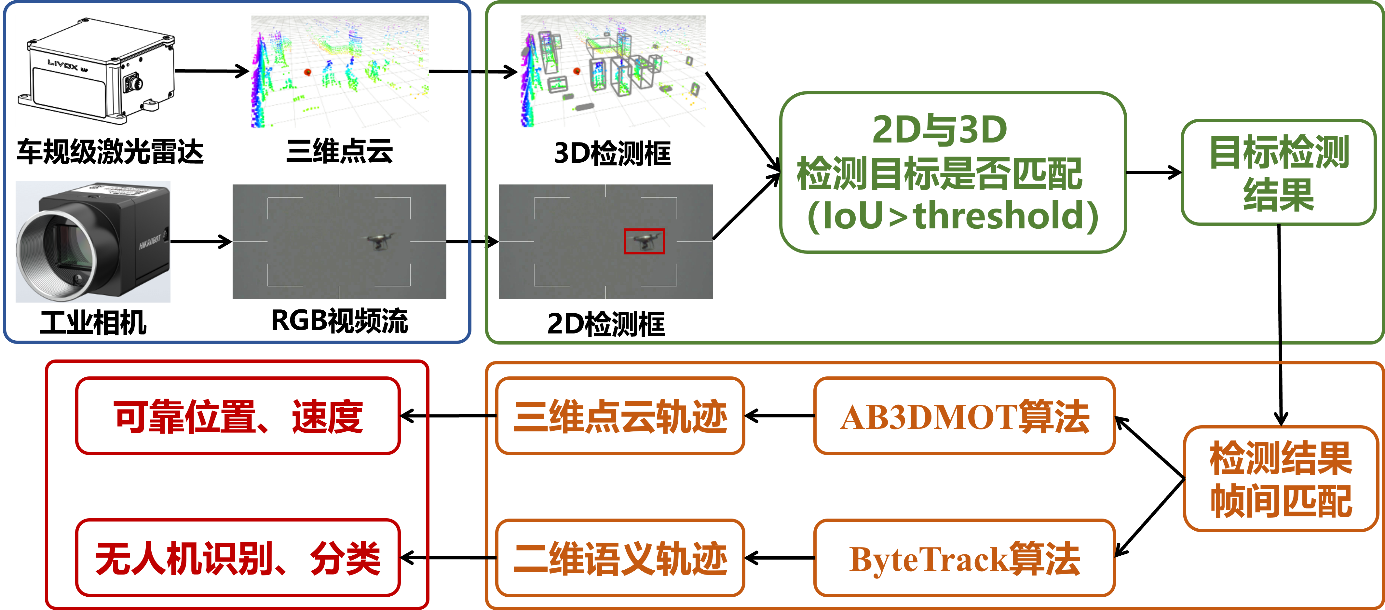 LIVOX
车规级激光雷达
三维点云
3D检测框
2D与3D
检测目标是否匹配
（IoU>threshold）
目标检测
结果
HIKROBOT
工业相机
RGB视频流
2D检测框
可靠位置、速度
三维点云轨迹
AB3DMOT算法
检测结果
帧间匹配
无人机识别、分类
二维语义轨迹
ByteTrack算法